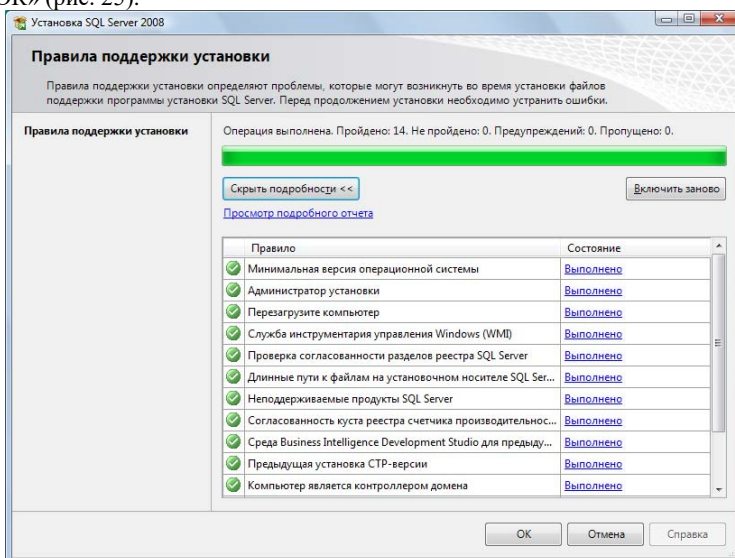 ОК» (рис. 25).
Установка SQL Server 2008
Правила поддержки установки
Правила поддержки установки определяют проблемы, которые могут возникнуть во время установки файлов
поддержки программы установки SQL Server. Перед продолжением установки необходимо устранить ошибки.
Правила поддержки установки
Операция выполнена. Пройдено: 14. Не пройдено: 0. Предупреждений: 0. Пропущено: 0.
Скрыть подробности <<
Включить заново
Просмотр подробного отчета
Правило Состояние
Минимальная версия операционной системы Выполнено
Администратор установки Выполнено
Перезагрузите компьютер Выполнено
Служба инструментария управления Windows (WMI) Выполнено
Проверка согласованности разделов реестра SQL Server Выполнено
Длинные пути к файлам на установочном носителе SQL Ser... Выполнено
Неподдерживаемые продукты SQL Server Выполнено
Согласованность куста реестра счетчика производительнос... Выполнено
Среда Business Intelligence Development Studio для предыду... Выполнено
Предыдущая установка CTP-версии Выполнено
Компьютер является контроллером домена Выполнено
ОК Отмена Справка